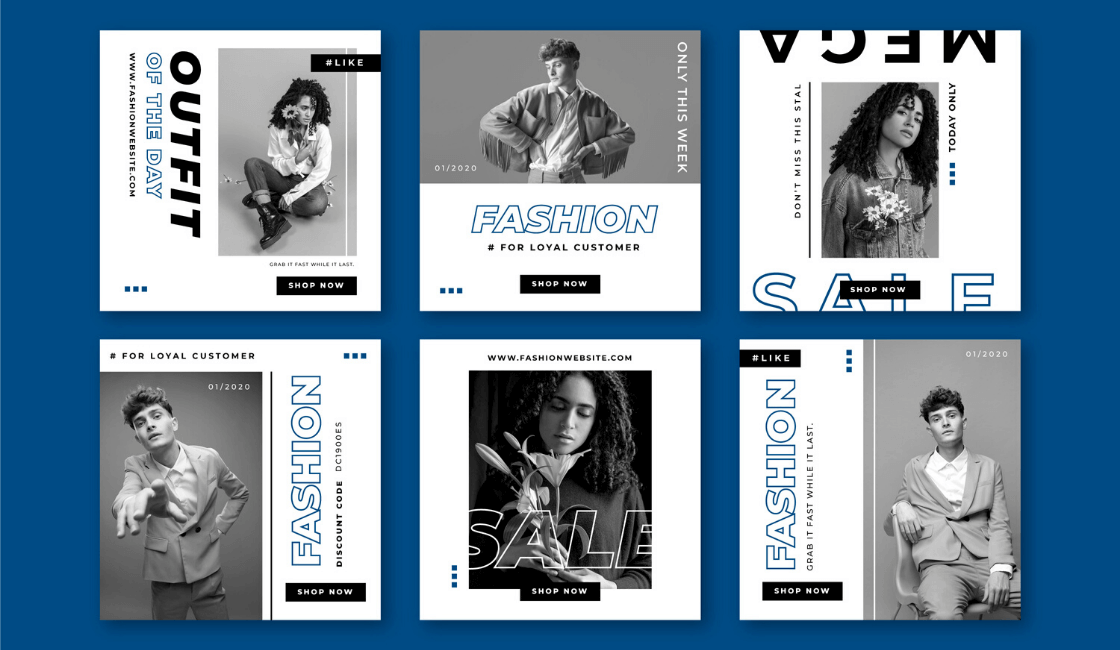 OUTFIT
OF THE DAY
WWW.FASHIONWEBSITE.COM
#LIKE
GRAB IT FAST WHILE IT LAST.
SHOP NOW
ONLY THIS WEEK
01/2020
FASHION
# FOR LOYAL CUSTOMER
SHOP NOW
MEGA
DON'T MISS THIS STAL
TODAY ONLY
SALE
SHOP NOW
# FOR LOYAL CUSTOMER
01/2020
FASHION
DISCOUNT CODE DC1900ES
SHOP NOW
WWW.FASHIONWEBSITE.COM
SALE
SHOP NOW
#LIKE
01/2020
FASHION
GRAB IT FAST WHILE IT LAST.
SHOP NOW